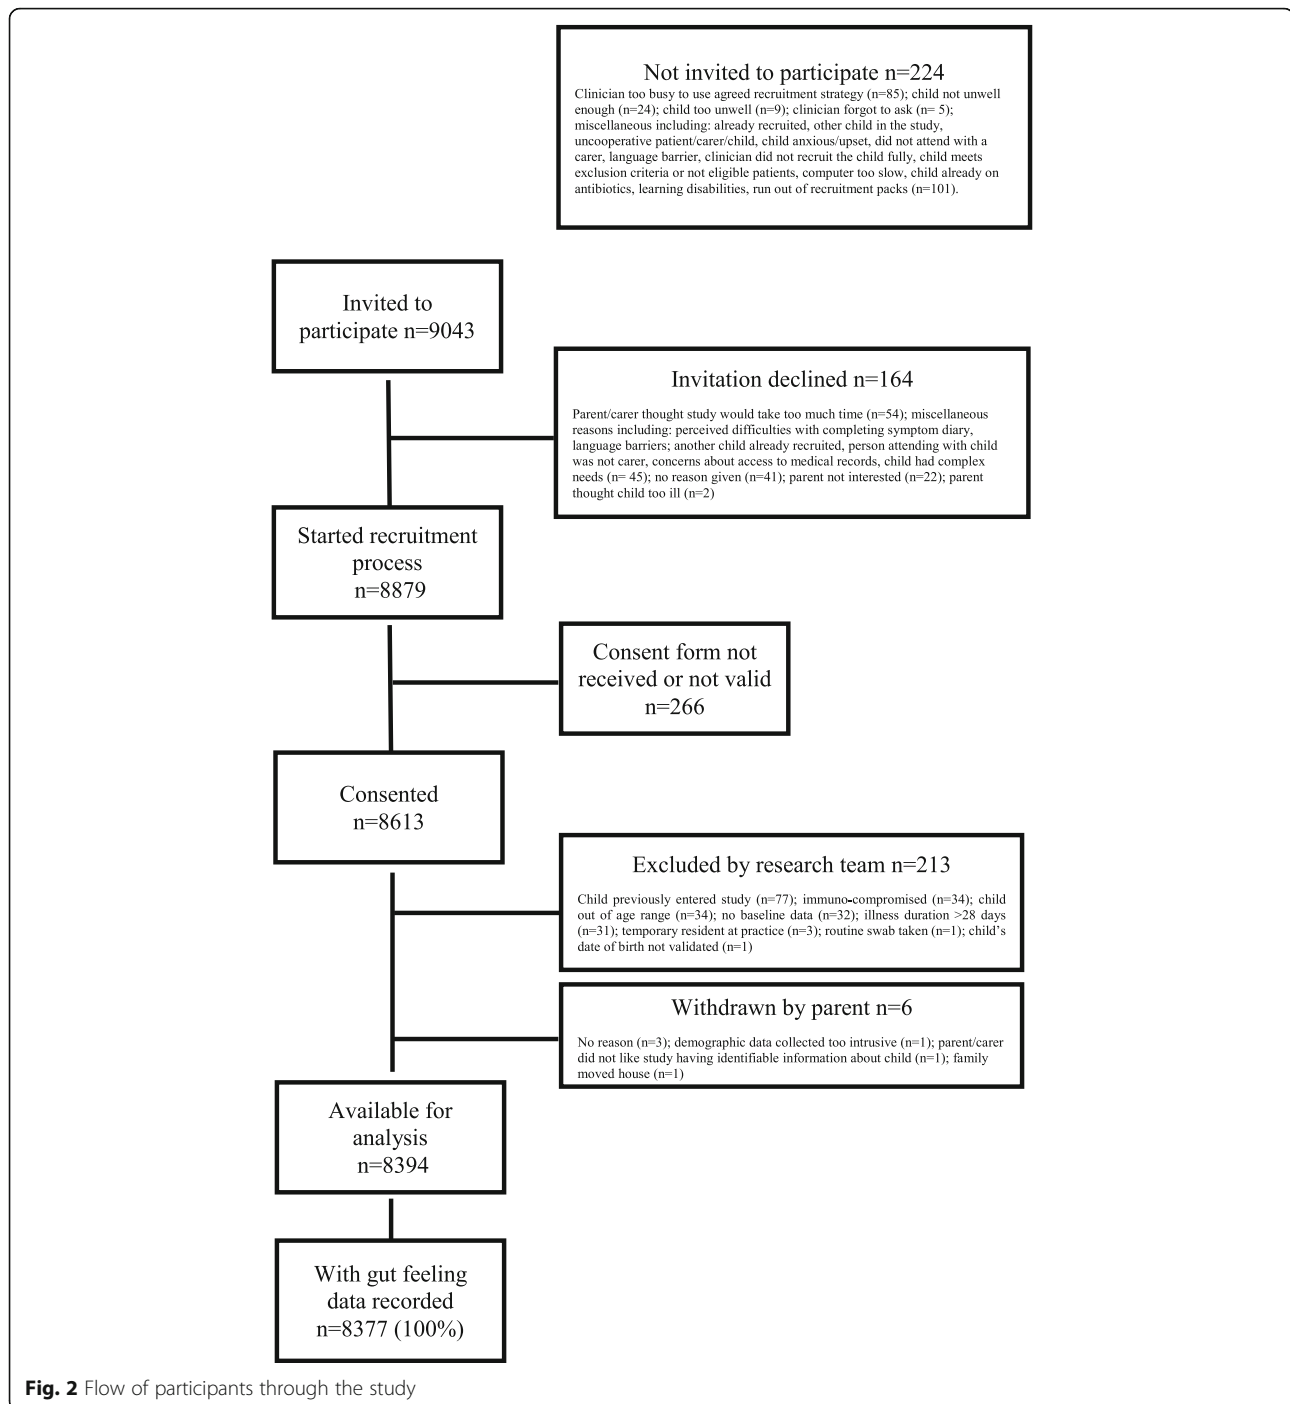 Not invited to participate n=224
Clinician too busy to use agreed recruitment strategy (n=85); child not unwell
enough (n=24); child too unwell (n=9); clinician forgot to ask (n= 5);
miscellaneous including: already recruited, other child in the study,
uncooperative patient/carer/child, child anxious/upset, did not attend with a
carer, language barrier, clinician did not recruit the child fully, child meets
exclusion criteria or not eligible patients, computer too slow, child already on
antibiotics, learning disabilities, run out of recruitment packs (n=101).
Invited to
participate n=9043
Invitation declined n=164
Parent/carer thought study would take too much time (n=54); miscellaneous
reasons including: perceived difficulties with completing symptom diary,
language barriers; another child already recruited, person attending with child
was not carer, concerns about access to medical records, child had complex
needs (n= 45); no reason given (n=41); parent not interested (n=22); parent
thought child too ill (n=2)
Started recruitment
process
n=8879
Consent form not
received or not valid
n=266
Consented
n=8613
Excluded by research team n=213
Child previously entered study (n=77); immuno-compromised (n=34); child
out of age range (n=34); no baseline data (n=32); illness duration >28 days
(n=31); temporary resident at practice (n=3); routine swab taken (n=1); child's
date of birth not validated (n=1)
Withdrawn by parent n=6
No reason (n=3); demographic data collected too intrusive (n=1); parent/carer
did not like study having identifiable information about child (n=1); family
moved house (n=1)
Available for
analysis
n=8394
With gut feeling
data recorded
n=8377 (100%)
Fig. 2 Flow of participants through the study